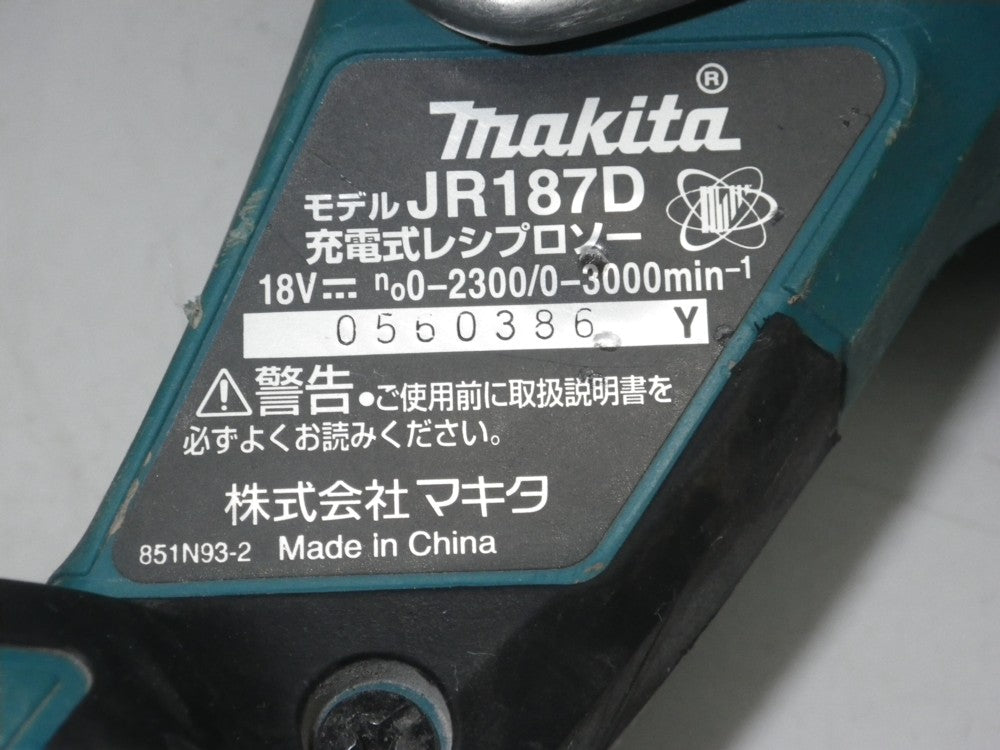 makita®
モデル JR187D
充電式レシプロソー
18V⎓ n₀0-2300/0-3000min⁻¹
0560386 Y
⚠警告 ●ご使用前に取扱説明書を
必ずよくお読みください。
株式会社 マキタ
851N93-2 Made in China